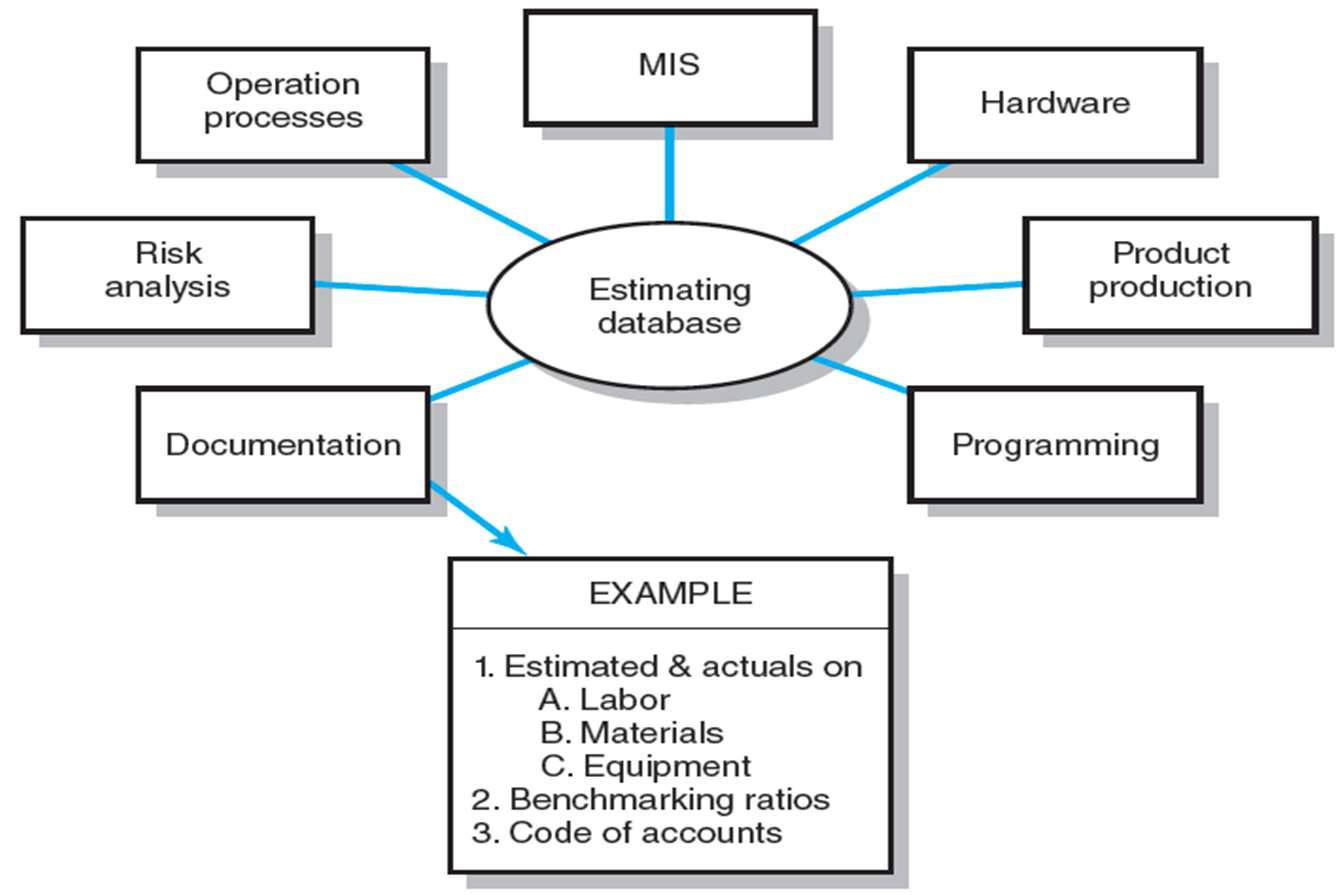 MIS
Operation
processes
Hardware
Risk
analysis
Estimating
database
Product
production
Documentation
Programming
EXAMPLE
1. Estimated & actuals on
A. Labor
B. Materials
C. Equipment
2. Benchmarking ratios
3. Code of accounts